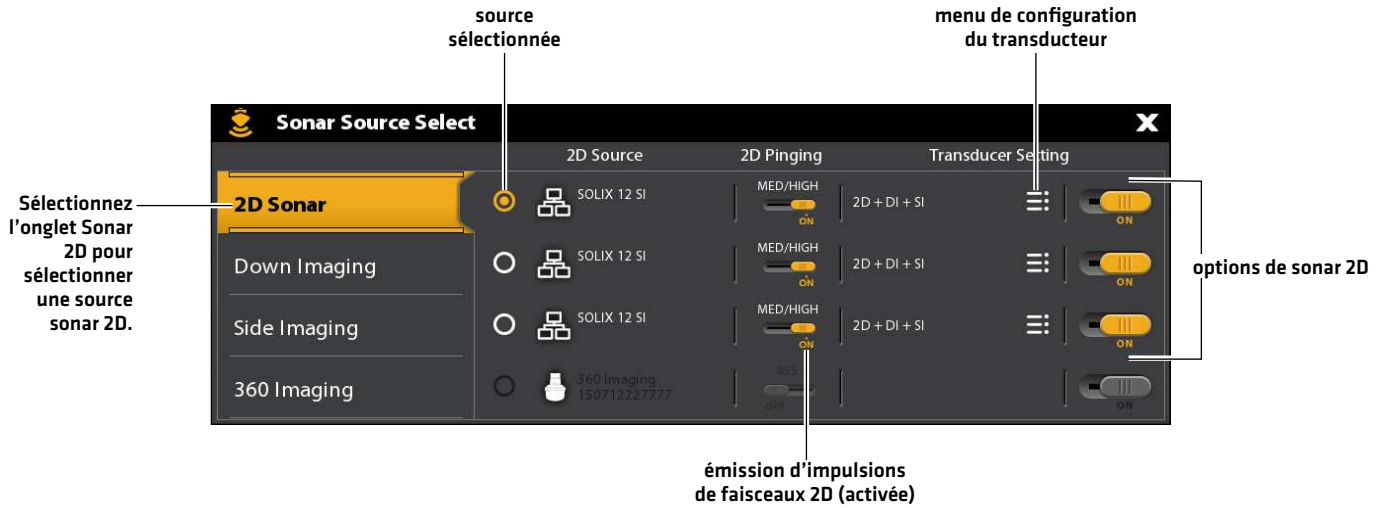 source
sélectionnée
menu de configuration
du transducteur
Sonar Source Select
X
2D Source
2D Pinging
Transducer Setting
Sélectionnez
l'onglet Sonar
2D pour
sélectionner
une source
sonar 2D.
2D Sonar
SOLIX 12 SI
MED/HIGH
ON
2D + DI + SI
ON
Down Imaging
SOLIX 12 SI
MED/HIGH
ON
2D + DI + SI
ON
options de sonar 2D
Side Imaging
SOLIX 12 SI
MED/HIGH
ON
2D + DI + SI
ON
360 Imaging
360 Imaging
150712227777
455
OFF
ON
émission d'impulsions
de faisceaux 2D (activée)